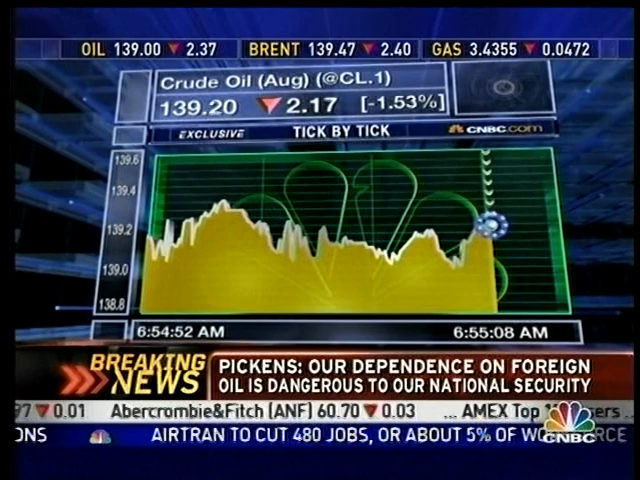 OIL 139.00 ▼ 2.37 BRENT 139.47 ▼ 2.40 GAS 3.4355 ▼ 0.0472
Crude Oil (Aug) (@CL.1)
139.20 ▼ 2.17 [-1.53%]
EXCLUSIVE TICK BY TICK CNBC.com
139.6
139.4
139.2
139.0
138.8
6:54:52 AM 6:55:08 AM
BREAKING NEWS
PICKENS: OUR DEPENDENCE ON FOREIGN
OIL IS DANGEROUS TO OUR NATIONAL SECURITY
97 ▼ 0.01 Abercrombie&Fitch (ANF) 60.70 ▼ 0.03 ... AMEX Top
CNBC
ONS AIRTRAN TO CUT 480 JOBS, OR ABOUT 5% OF